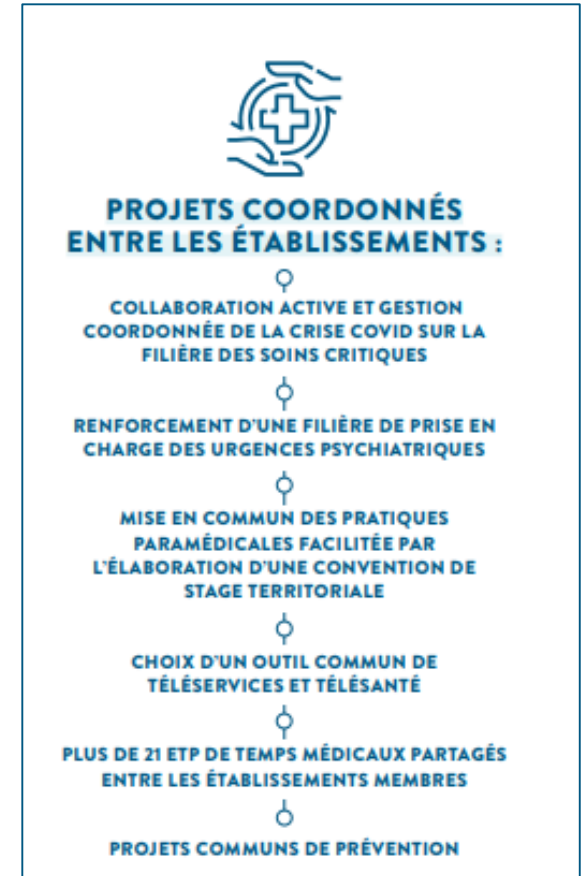 PROJETS COORDONNÉS
ENTRE LES ÉTABLISSEMENTS :
COLLABORATION ACTIVE ET GESTION
COORDONNÉE DE LA CRISE COVID SUR LA
FILIÈRE DES SOINS CRITIQUES
RENFORCEMENT D'UNE FILIÈRE DE PRISE EN
CHARGE DES URGENCES PSYCHIATRIQUES
MISE EN COMMUN DES PRATIQUES
PARAMÉDICALES FACILITÉE PAR
L'ÉLABORATION D'UNE CONVENTION DE
STAGE TERRITORIALE
CHOIX D'UN OUTIL COMMUN DE
TÉLÉSERVICES ET TÉLÉSANTÉ
PLUS DE 21 ETP DE TEMPS MÉDICAUX PARTAGÉS
ENTRE LES ÉTABLISSEMENTS MEMBRES
PROJETS COMMUNS DE PRÉVENTION